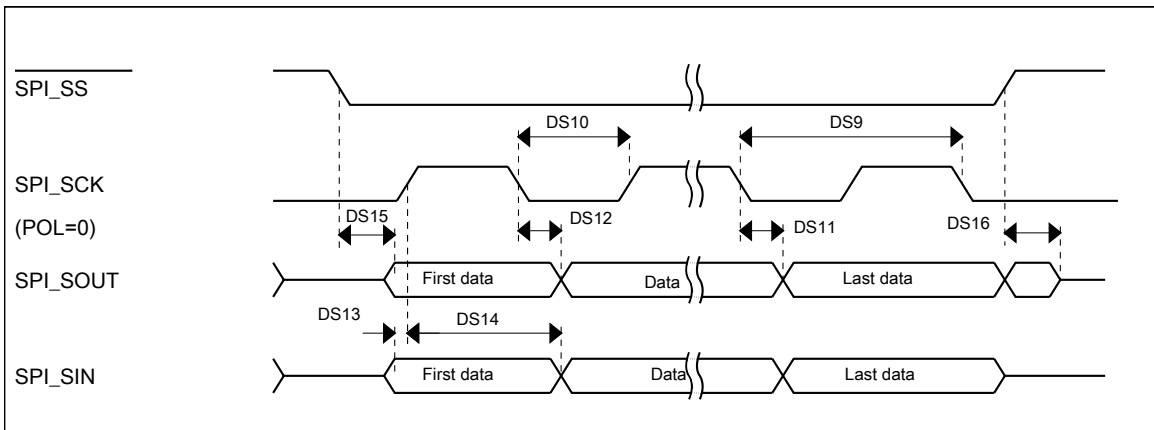 SPI_SS
DS10
DS9
SPI_SCK
(POL=0)
DS15
DS12
DS11
DS16
SPI_SOUT
First data
Data
Last data
DS13
DS14
SPI_SIN
First data
Data
Last data